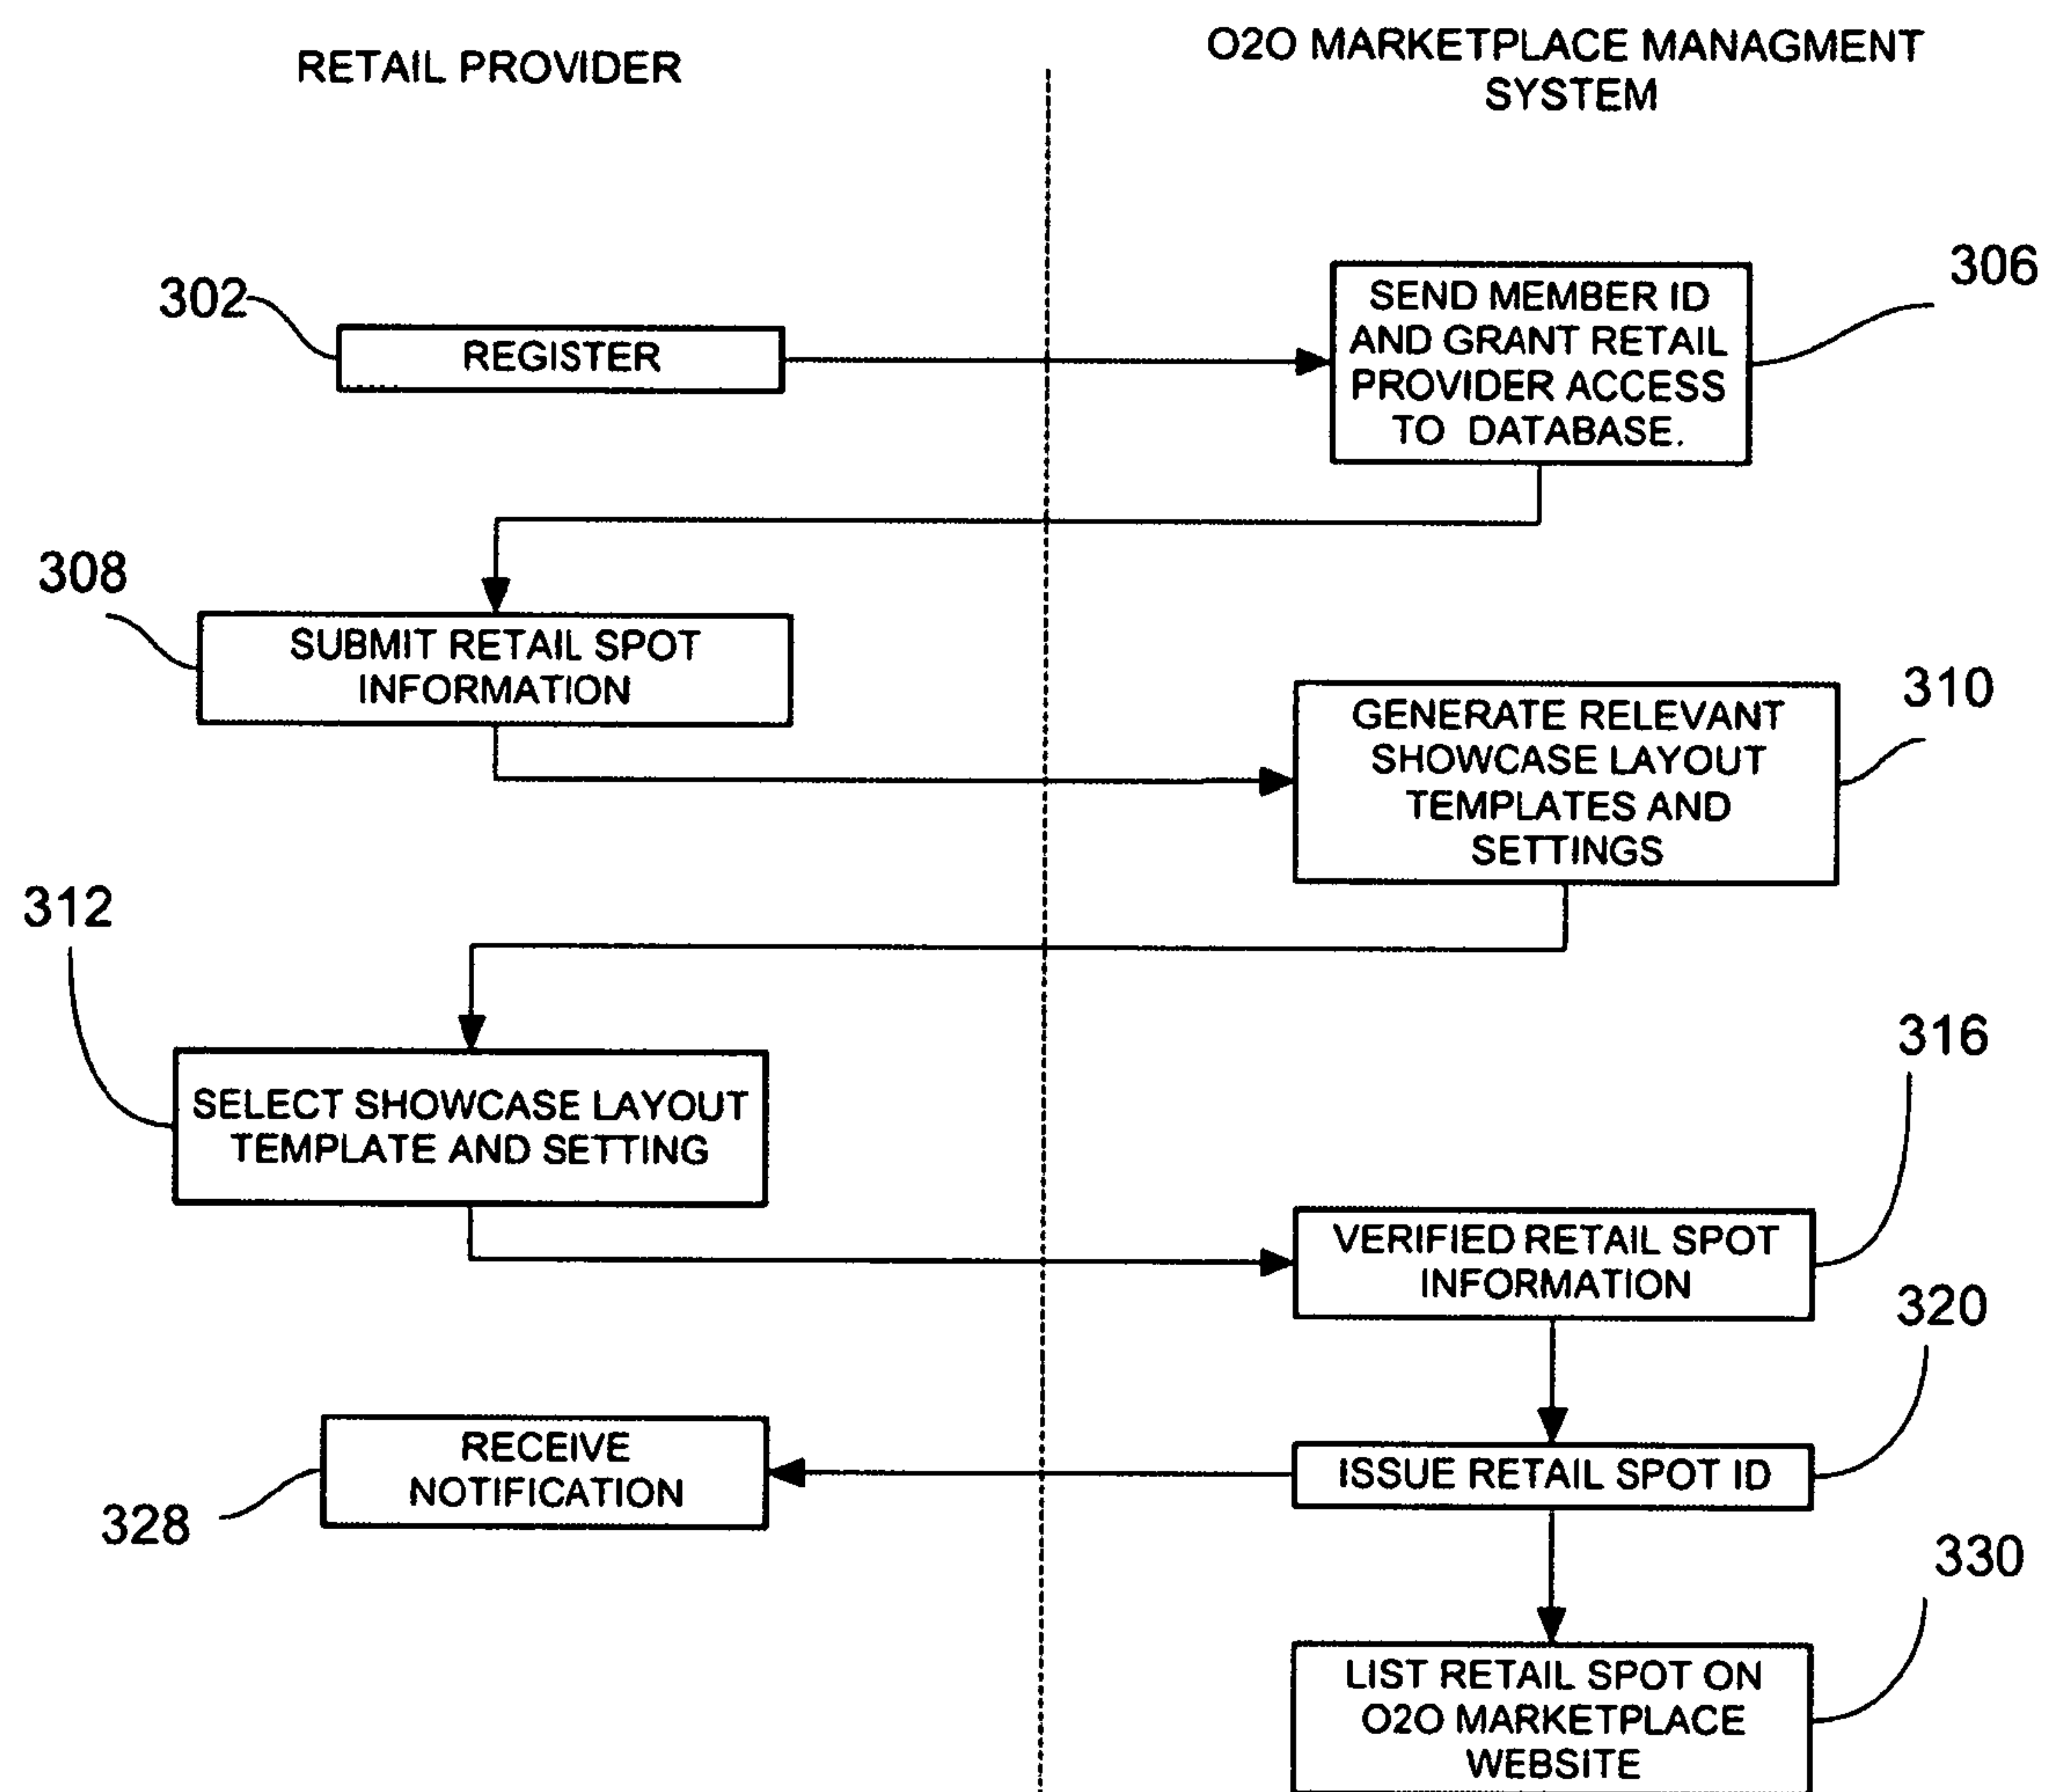 RETAIL PROVIDER
O2O MARKETPLACE MANAGMENT
SYSTEM
302
REGISTER
SEND MEMBER ID
AND GRANT RETAIL
PROVIDER ACCESS
TO DATABASE.
306
308
SUBMIT RETAIL SPOT
INFORMATION
GENERATE RELEVANT
SHOWCASE LAYOUT
TEMPLATES AND
SETTINGS
310
312
SELECT SHOWCASE LAYOUT
TEMPLATE AND SETTING
316
VERIFIED RETAIL SPOT
INFORMATION
320
ISSUE RETAIL SPOT ID
RECEIVE
NOTIFICATION
328
330
LIST RETAIL SPOT ON
O2O MARKETPLACE
WEBSITE